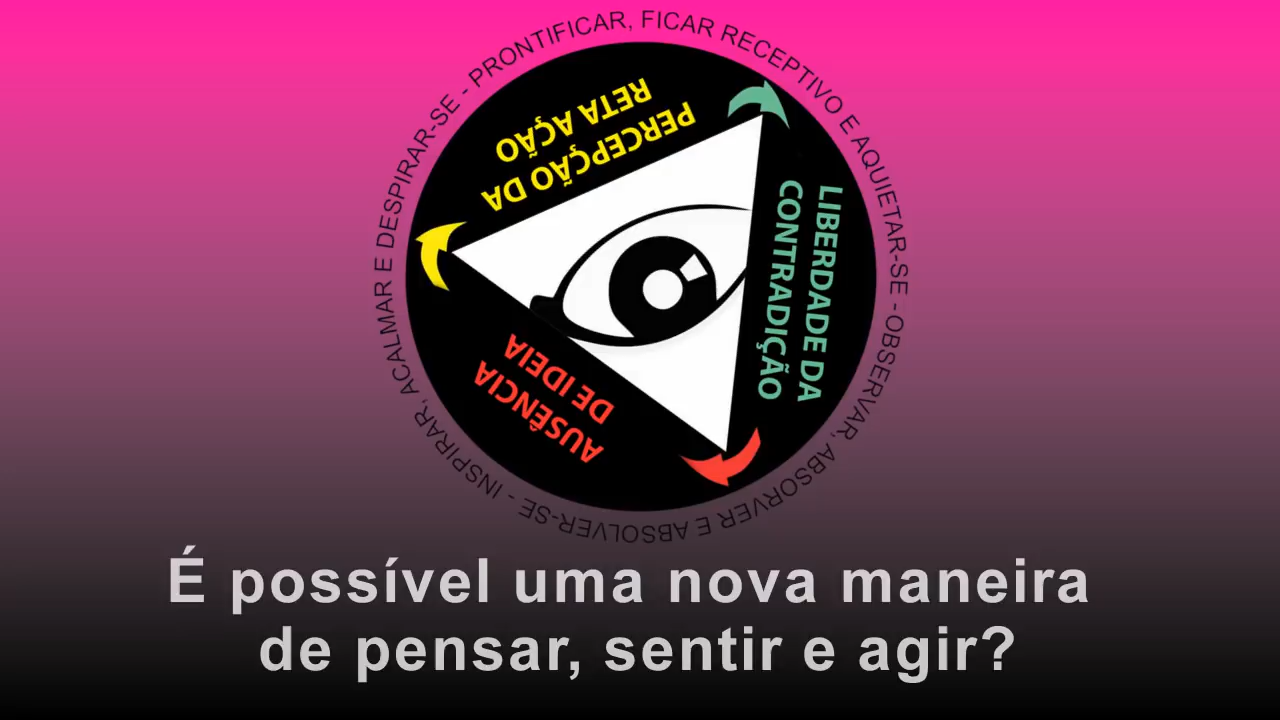 PRONTIFICAR, FICAR RECEPTIVO E AQUIETAR-SE - OBSERVAR, ABSORVER E ABSOLVER-SE - INSPIRAR, ACALMAR E DESPIRAR-SE -
PERCEPÇÃO DA
RETA AÇÃO
LIBERDADE DA
CONTRADIÇÃO
AUSÊNCIA
DE IDEIA
É possível uma nova maneira
de pensar, sentir e agir?